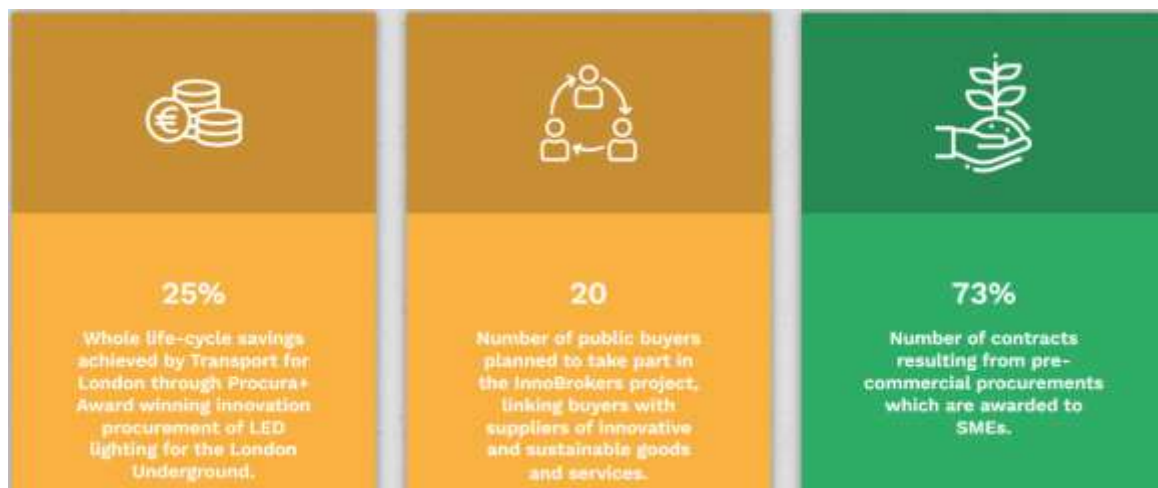 €
25%
Whole life-cycle savings
achieved by Transport for
London through Procura+
Award winning innovation
procurement of LED
lighting for the London
Underground.
20
Number of public buyers
planned to take part in
the InnoBrokers project,
linking buyers with
suppliers of innovative
and sustainable goods
and services.
73%
Number of contracts
resulting from pre-
commercial procurements
which are awarded to
SMEs.